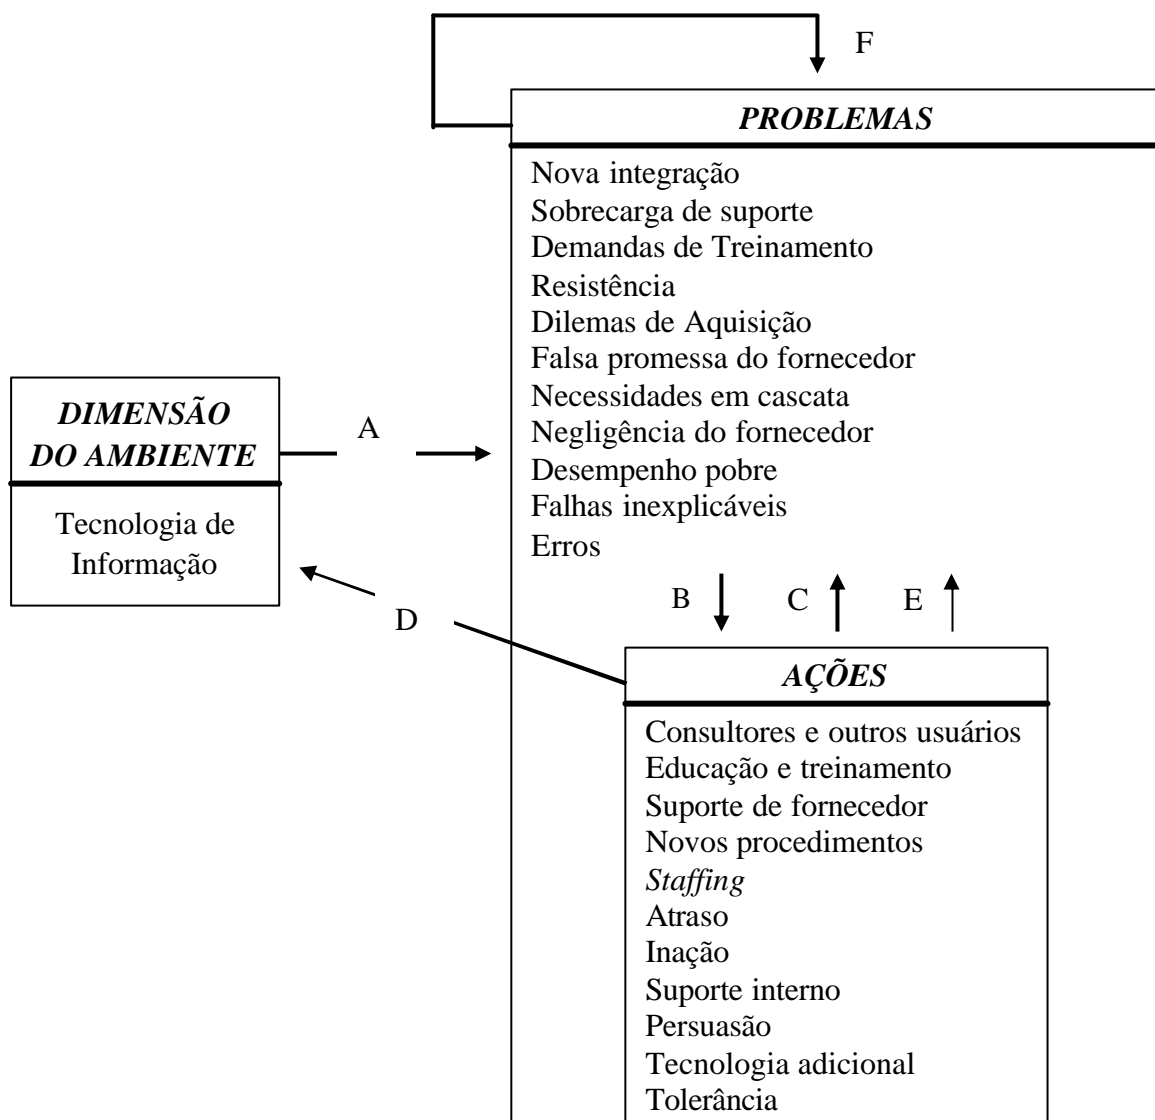 F
PROBLEMAS
Nova integração
Sobrecarga de suporte
Demandas de Treinamento
Resistência
Dilemas de Aquisição
Falsa promessa do fornecedor
Necessidades em cascata
Negligência do fornecedor
Desempenho pobre
Falhas inexplicáveis
Erros
DIMENSÃO
DO AMBIENTE
Tecnologia de
Informação
A
B
C
E
D
AÇÕES
Consultores e outros usuários
Educação e treinamento
Suporte de fornecedor
Novos procedimentos
Staffing
Atraso
Inação
Suporte interno
Persuasão
Tecnologia adicional
Tolerância